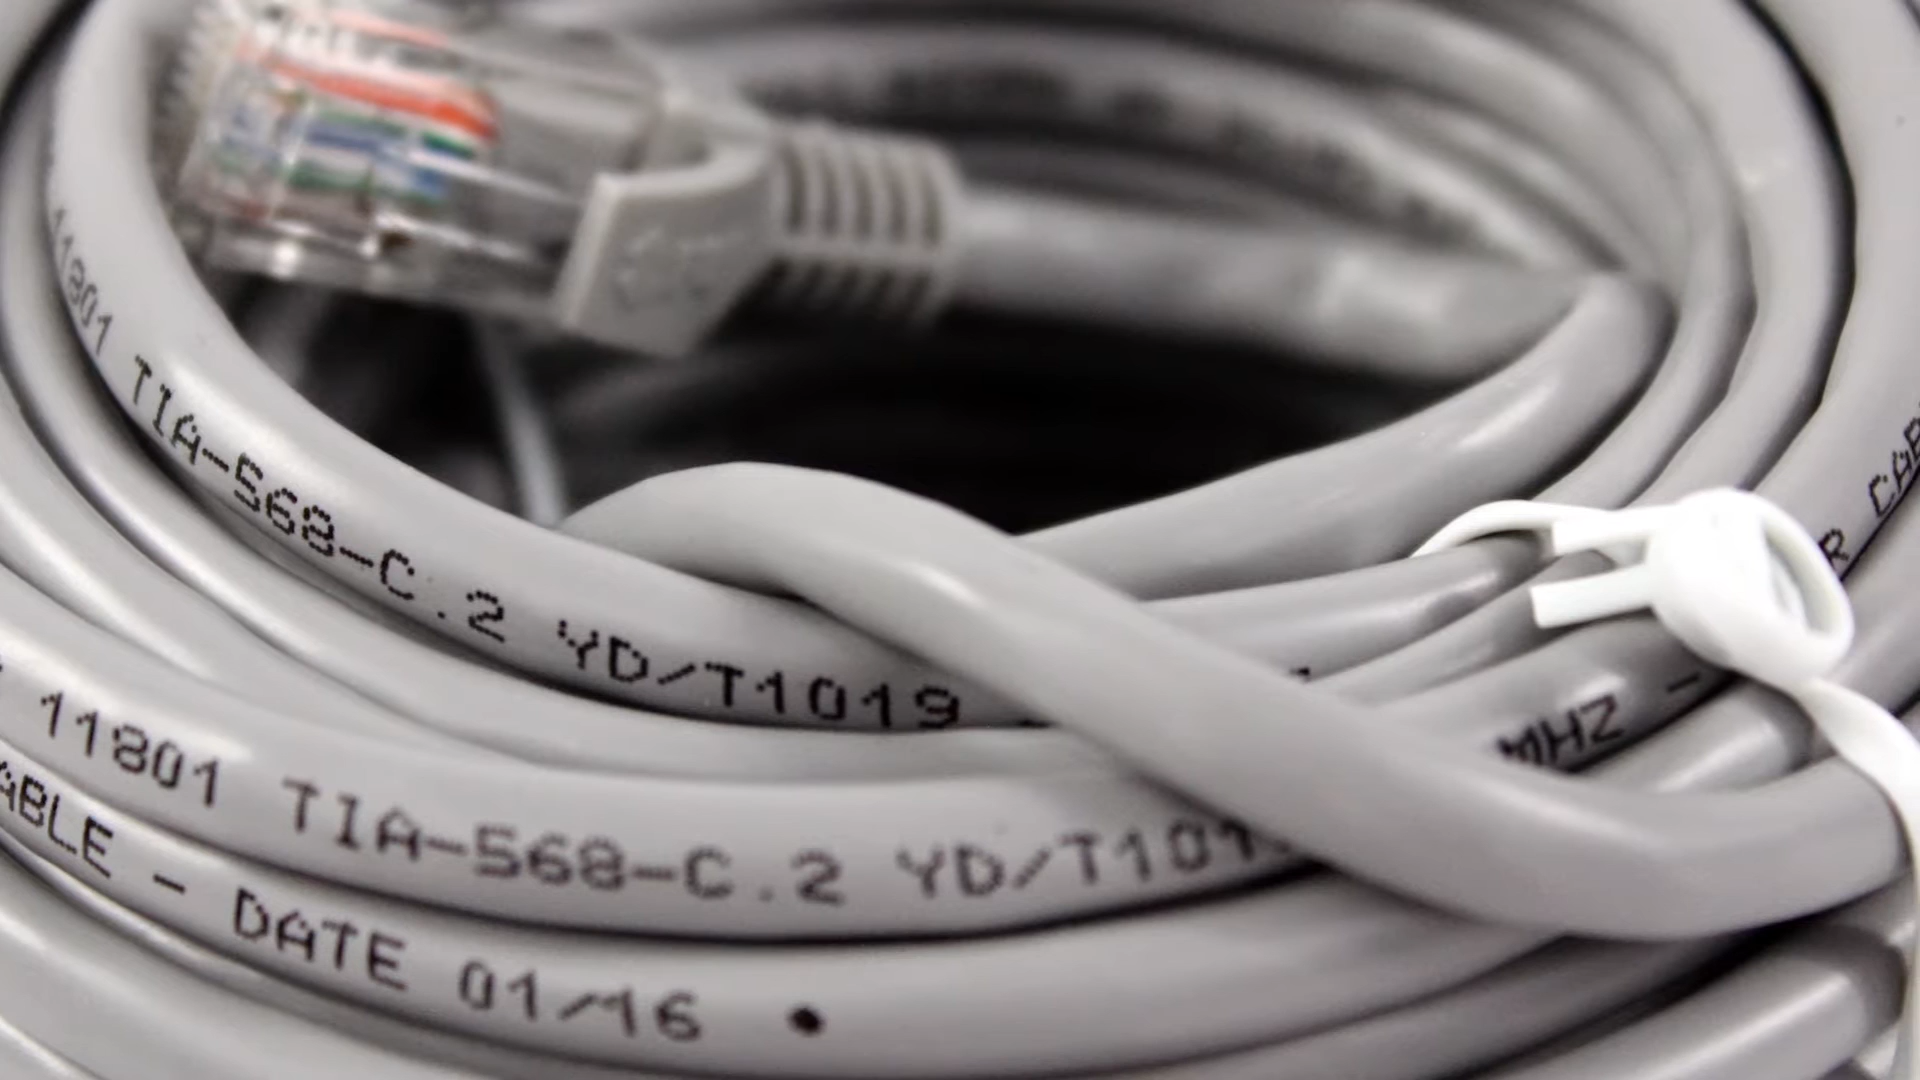 11801 TIA-568-C.2 YD/T1019
R CAB
MHZ -
11801 TIA-568-C.2 YD/T101
ABLE - DATE 01/16